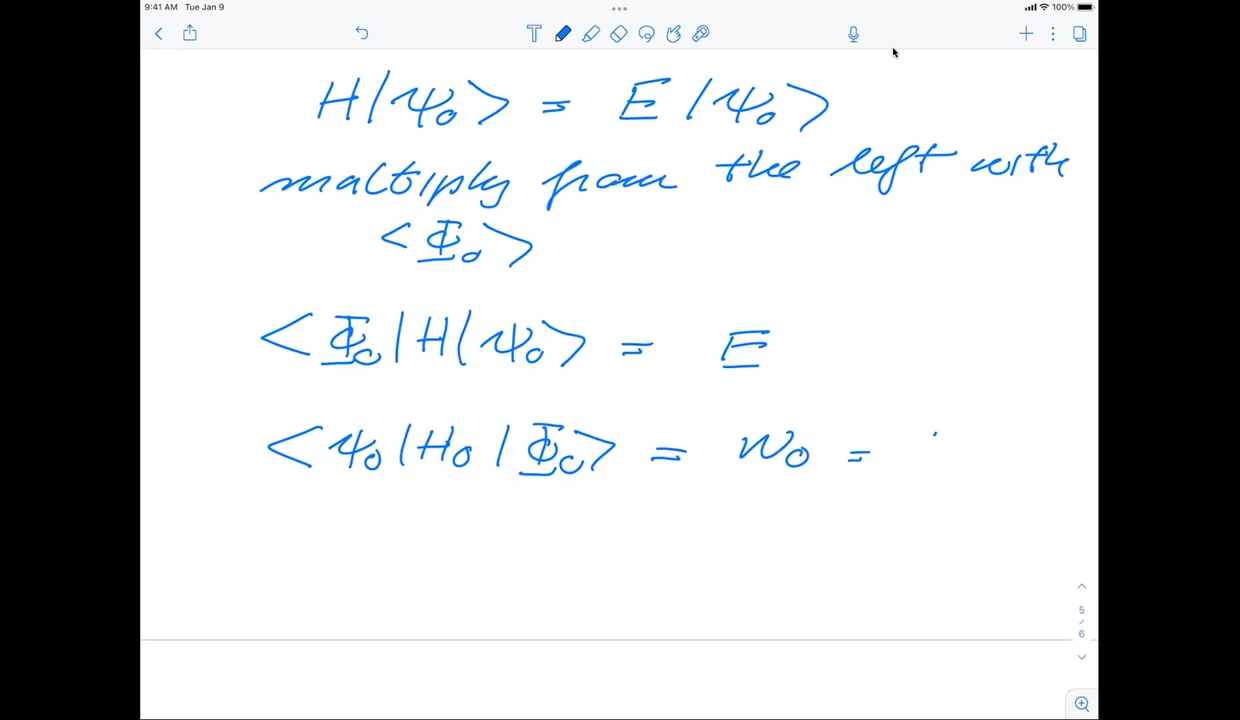 9:41 AM Tue Jan 9
100%
H|ψ₀⟩ = E|ψ₀⟩
multiply from the left with
<Φ₀>
<Φ₀|H|ψ₀⟩ = E
<ψ₀|H₀|Φ₀⟩ = W₀ =
5
/
6